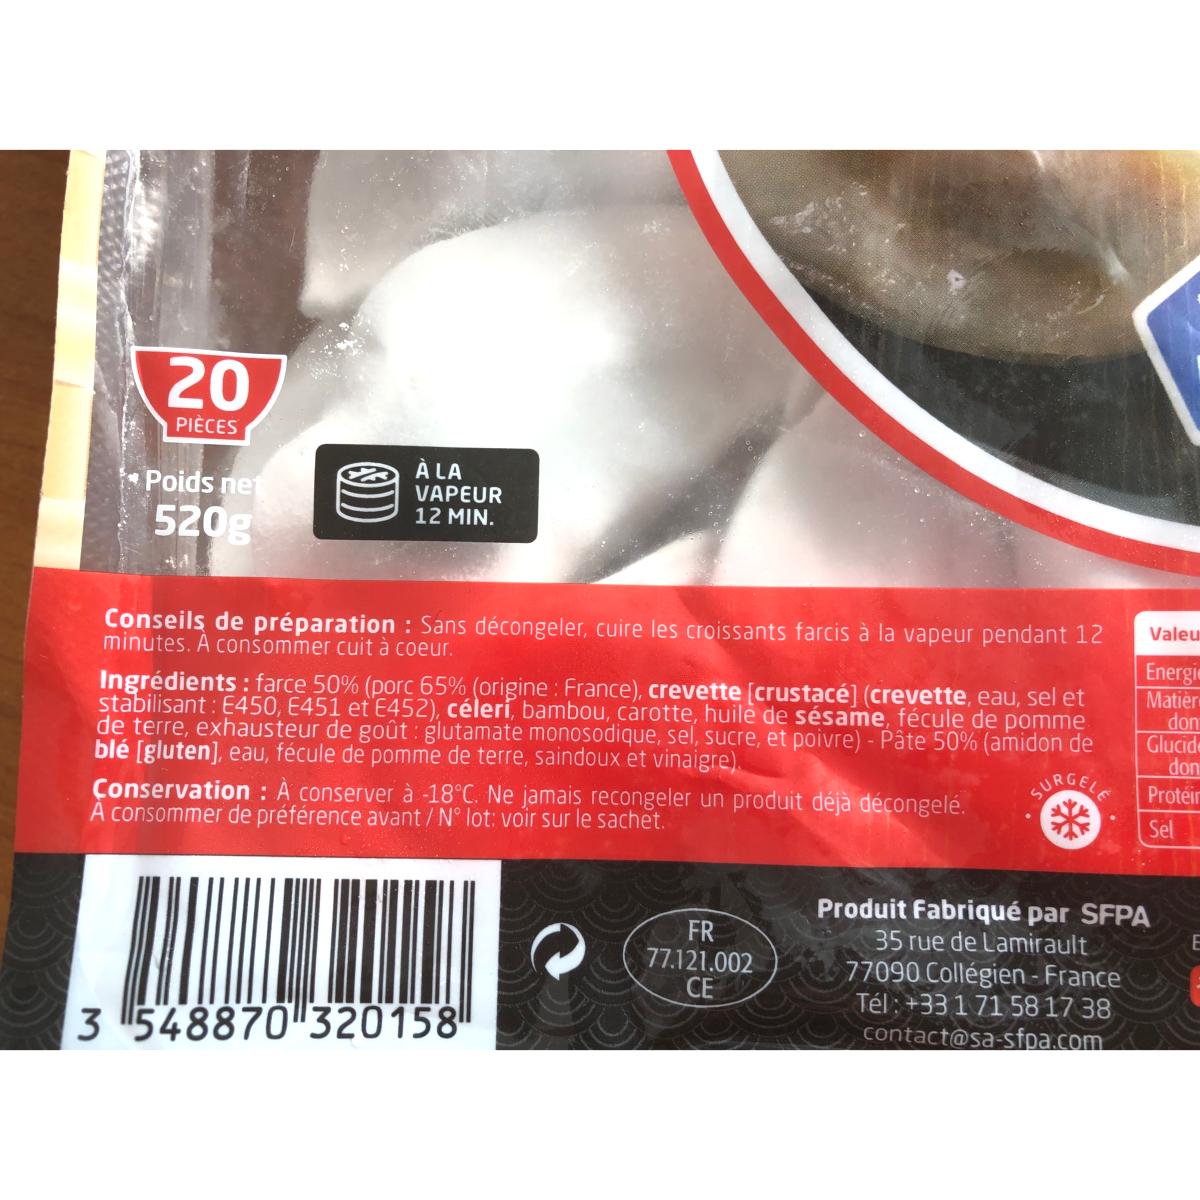 20
PIÈCES
Poids net
520g
À LA
VAPEUR
12 MIN.
Conseils de préparation : Sans décongeler, cuire les croissants farcis à la vapeur pendant 12
minutes. À consommer cuit à coeur.
Ingrédients : farce 50% (porc 65% (origine : France), crevette [crustacé] (crevette, eau, sel et
stabilisant : E450, E451 et E452), céleri, bambou, carotte, huile de sésame, fécule de pomme
de terre, exhausteur de goût : glutamate monosodique, sel, sucre, et poivre) - Pâte 50% (amidon de
blé [gluten], eau, fécule de pomme de terre, saindoux et vinaigre).
Conservation : À conserver à -18°C. Ne jamais recongeler un produit déjà décongelé.
À consommer de préférence avant / N° lot: voir sur le sachet.
SURGELÉ
Valeu
Energie
Matièr
don
Glucid
don
Protéin
Sel
3 548870 320158
FR
77.121.002
CE
Produit Fabriqué par SFPA
35 rue de Lamirault
77090 Collégien - France
Tél : +33 1 71 58 17 38
contact@sa-sfpa.com